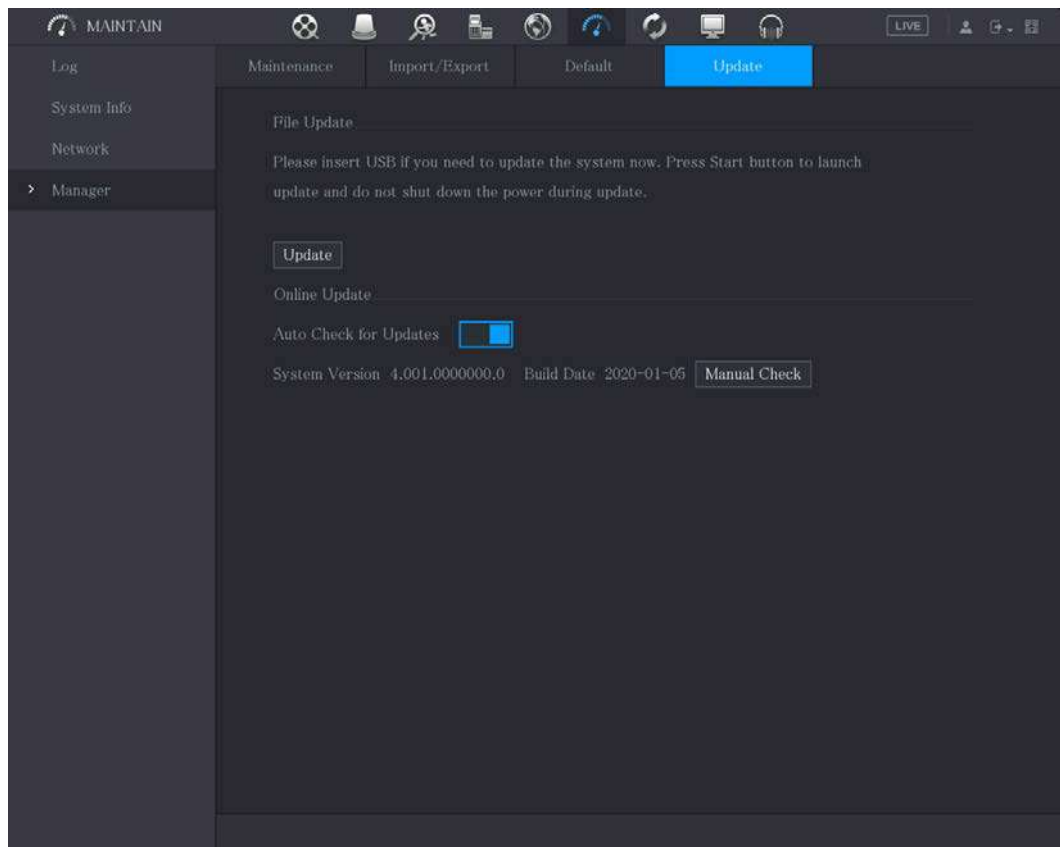 MAINTAIN
LIVE
Log
System Info
Network
Manager
Maintenance
Import/Export
Default
Update
File Update
Please insert USB if you need to update the system now. Press Start button to launch
update and do not shut down the power during update.
Update
Online Update
Auto Check for Updates
System Version 4.001.0000000.0 Build Date 2020-01-05 Manual Check